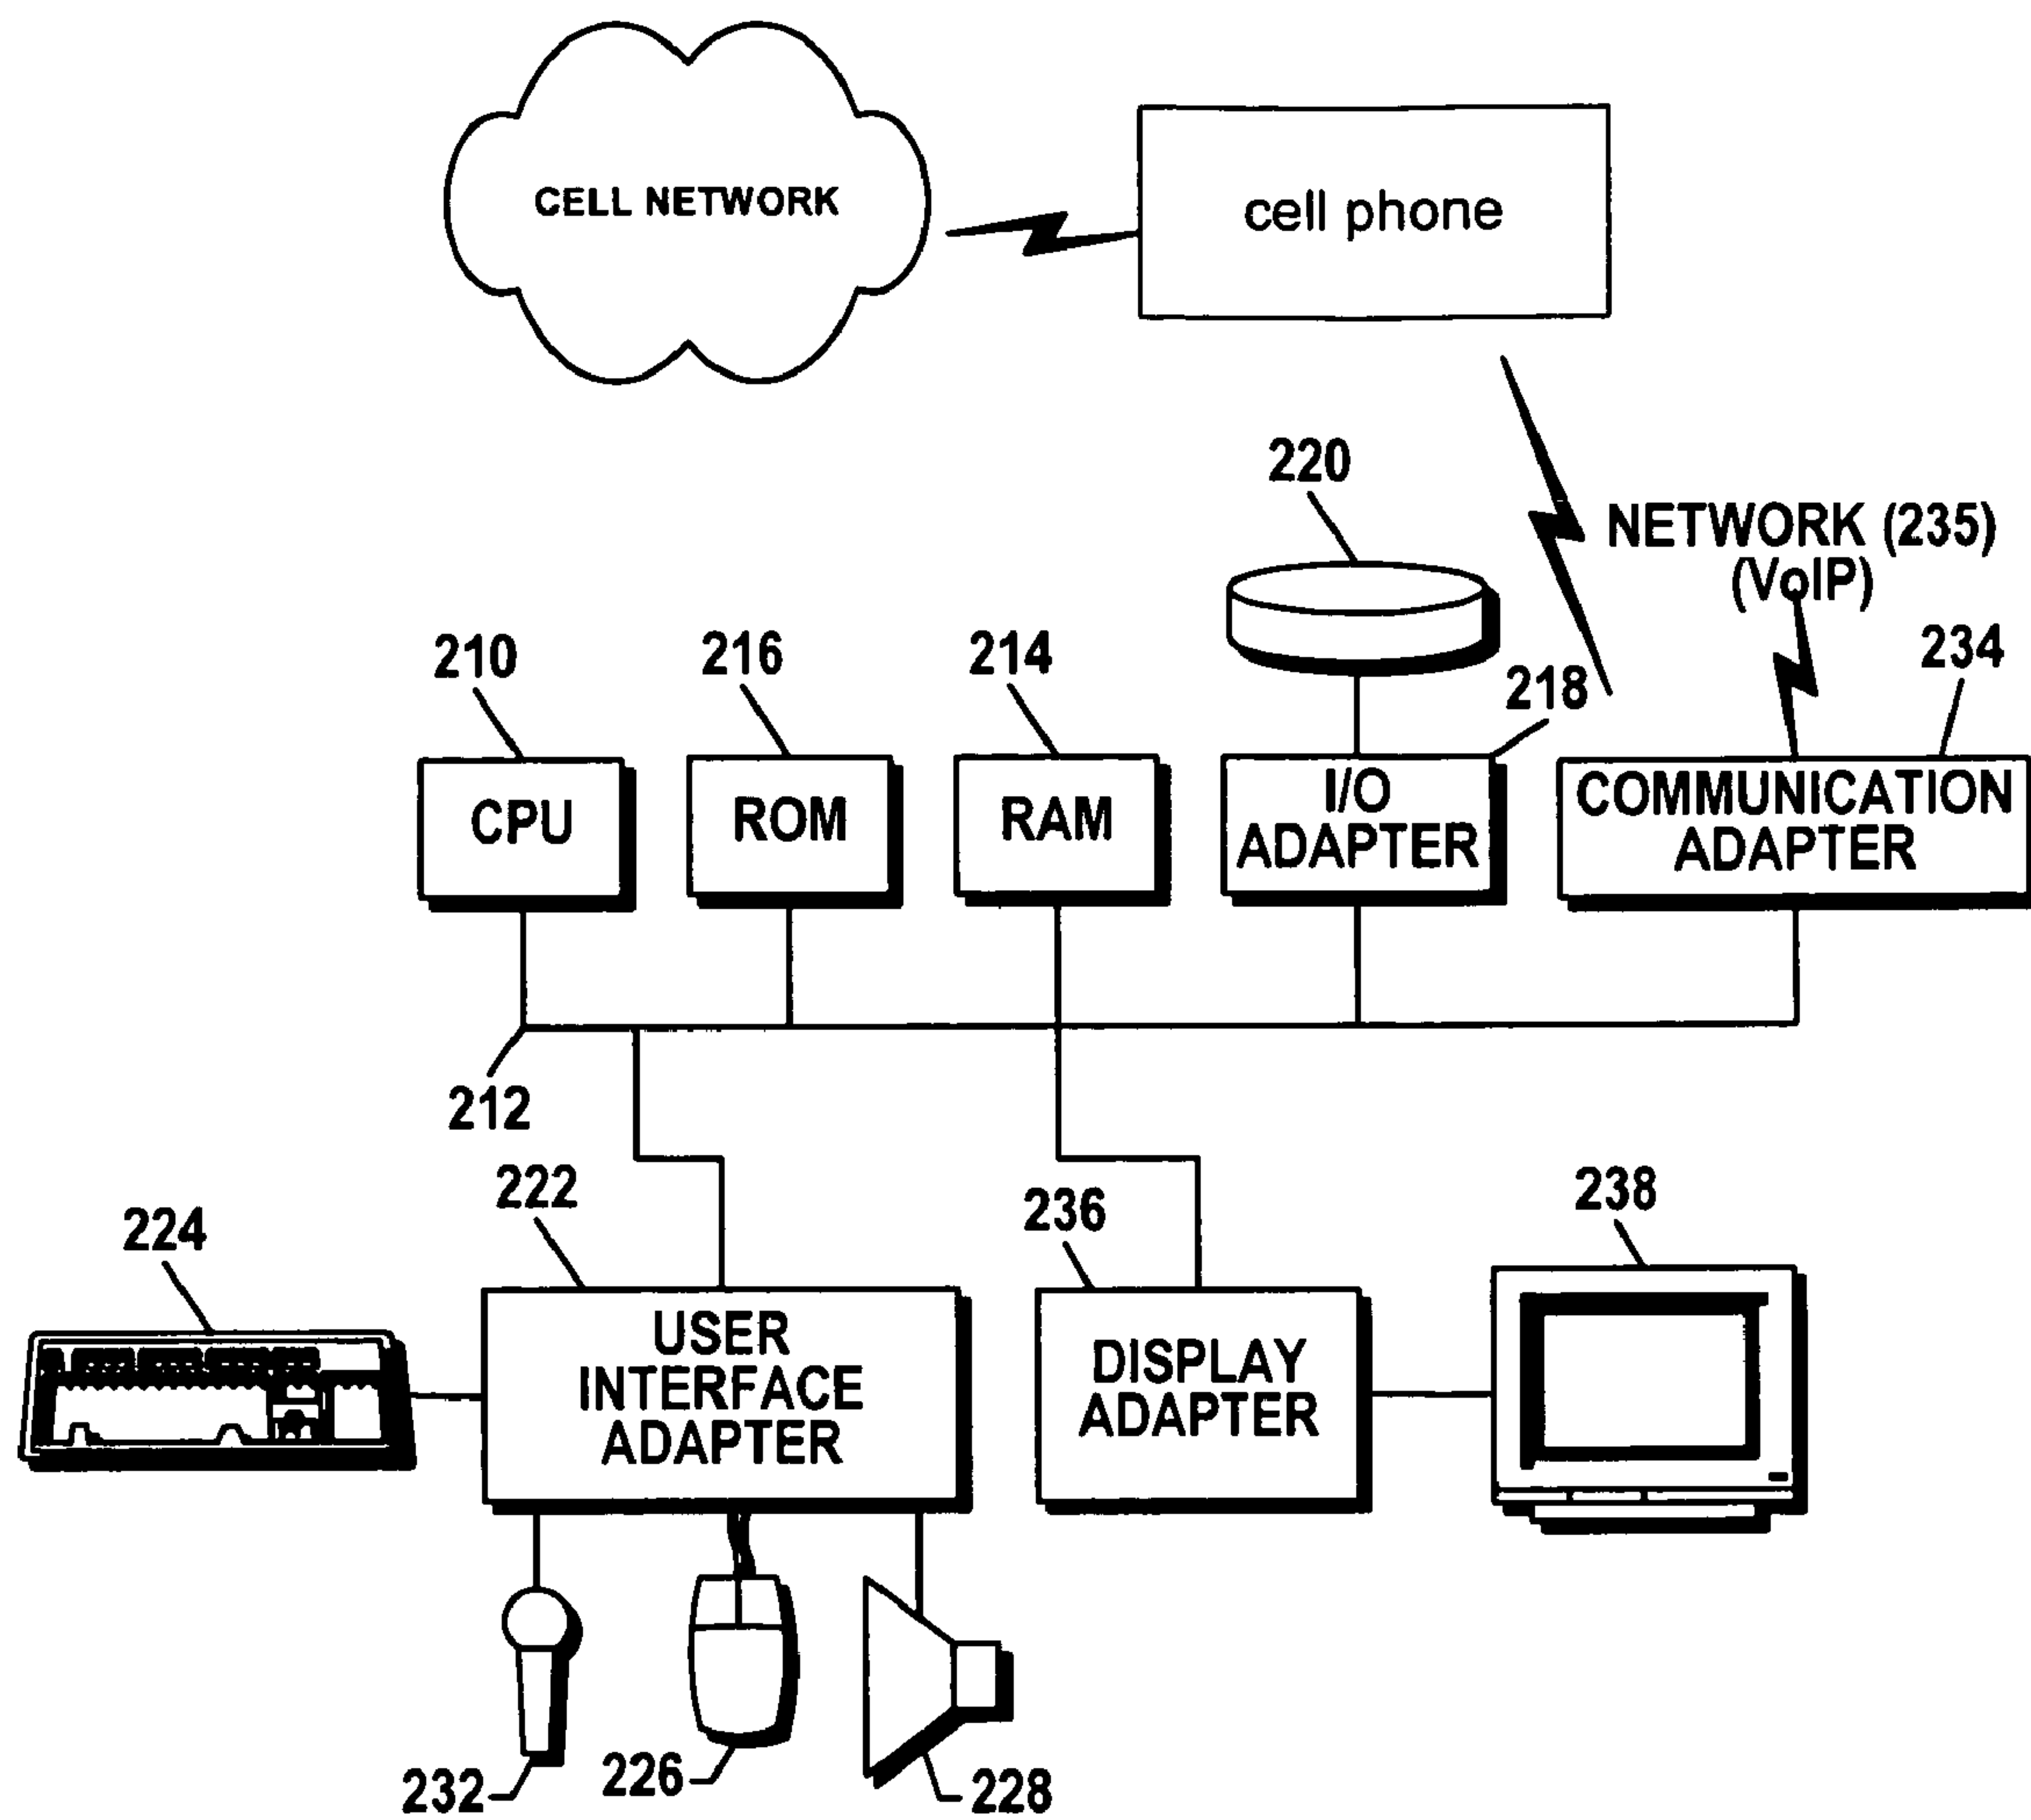 CELL NETWORK
cell phone
220
NETWORK (235)
(VoIP)
210
216
214
218
234
CPU
ROM
RAM
I/O
ADAPTER
COMMUNICATION
ADAPTER
212
222
236
238
224
USER
INTERFACE
ADAPTER
DISPLAY
ADAPTER
232
226
228